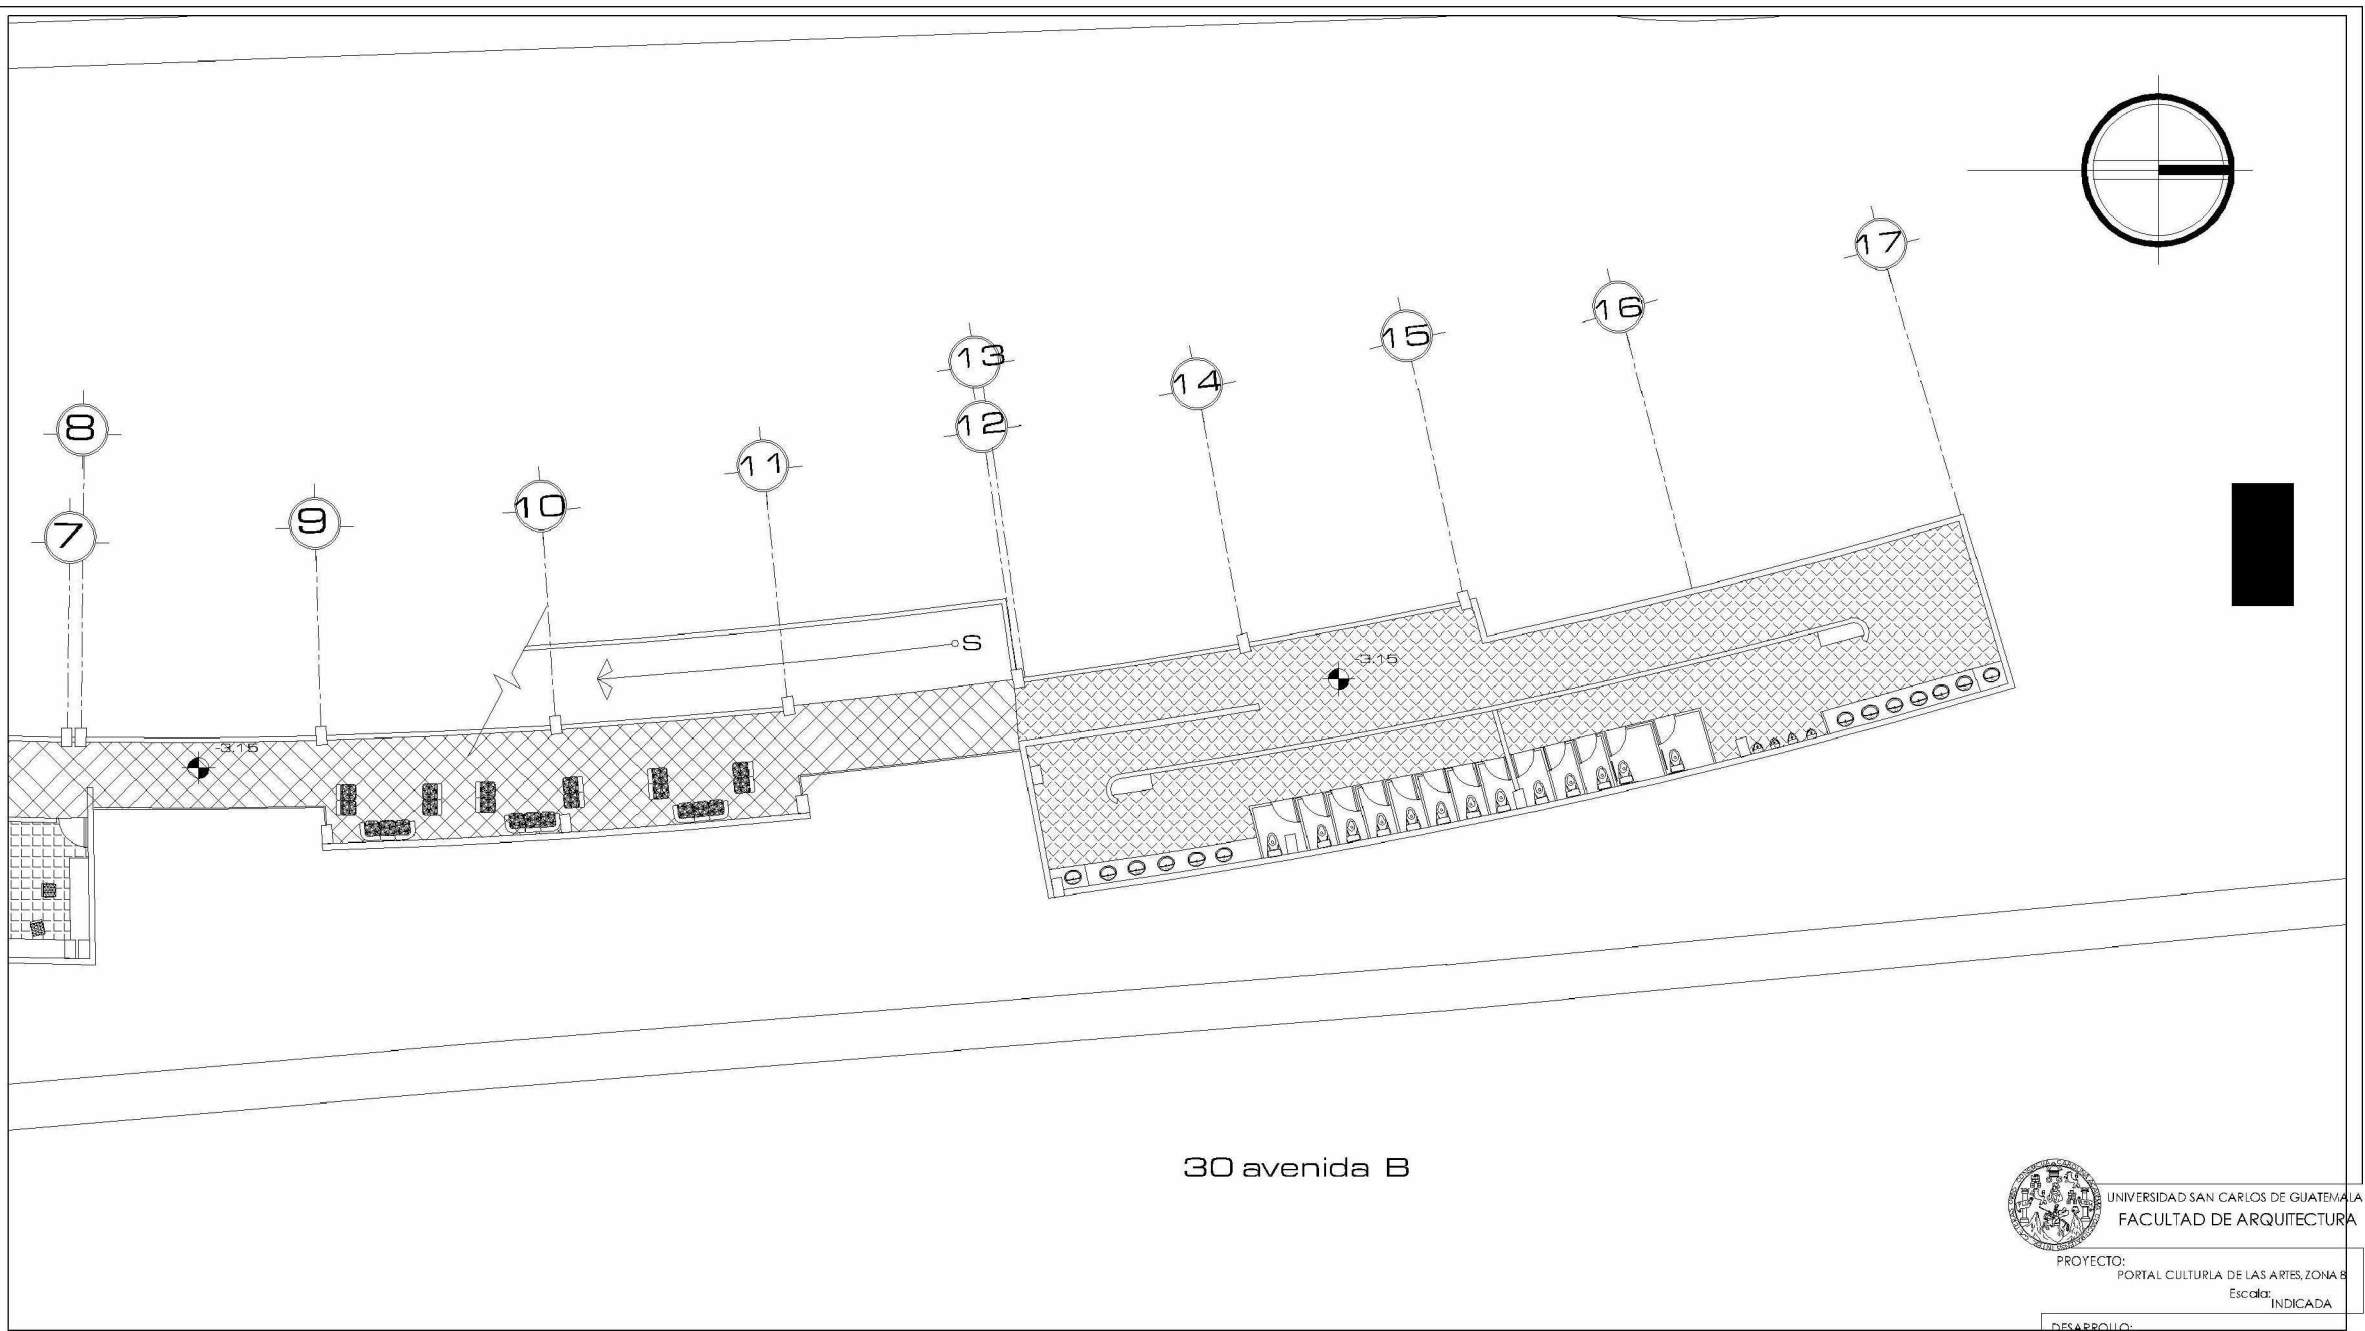 17
16
15
13
14
12
11
8
10
9
7
S
-3.15
-3.15
30 avenida B
UNIVERSIDAD SAN CARLOS DE GUATEMALA
FACULTAD DE ARQUITECTURA
PROYECTO:
PORTAL CULTURLA DE LAS ARTES, ZONA 8
Escala:
INDICADA
DESARROLLO: